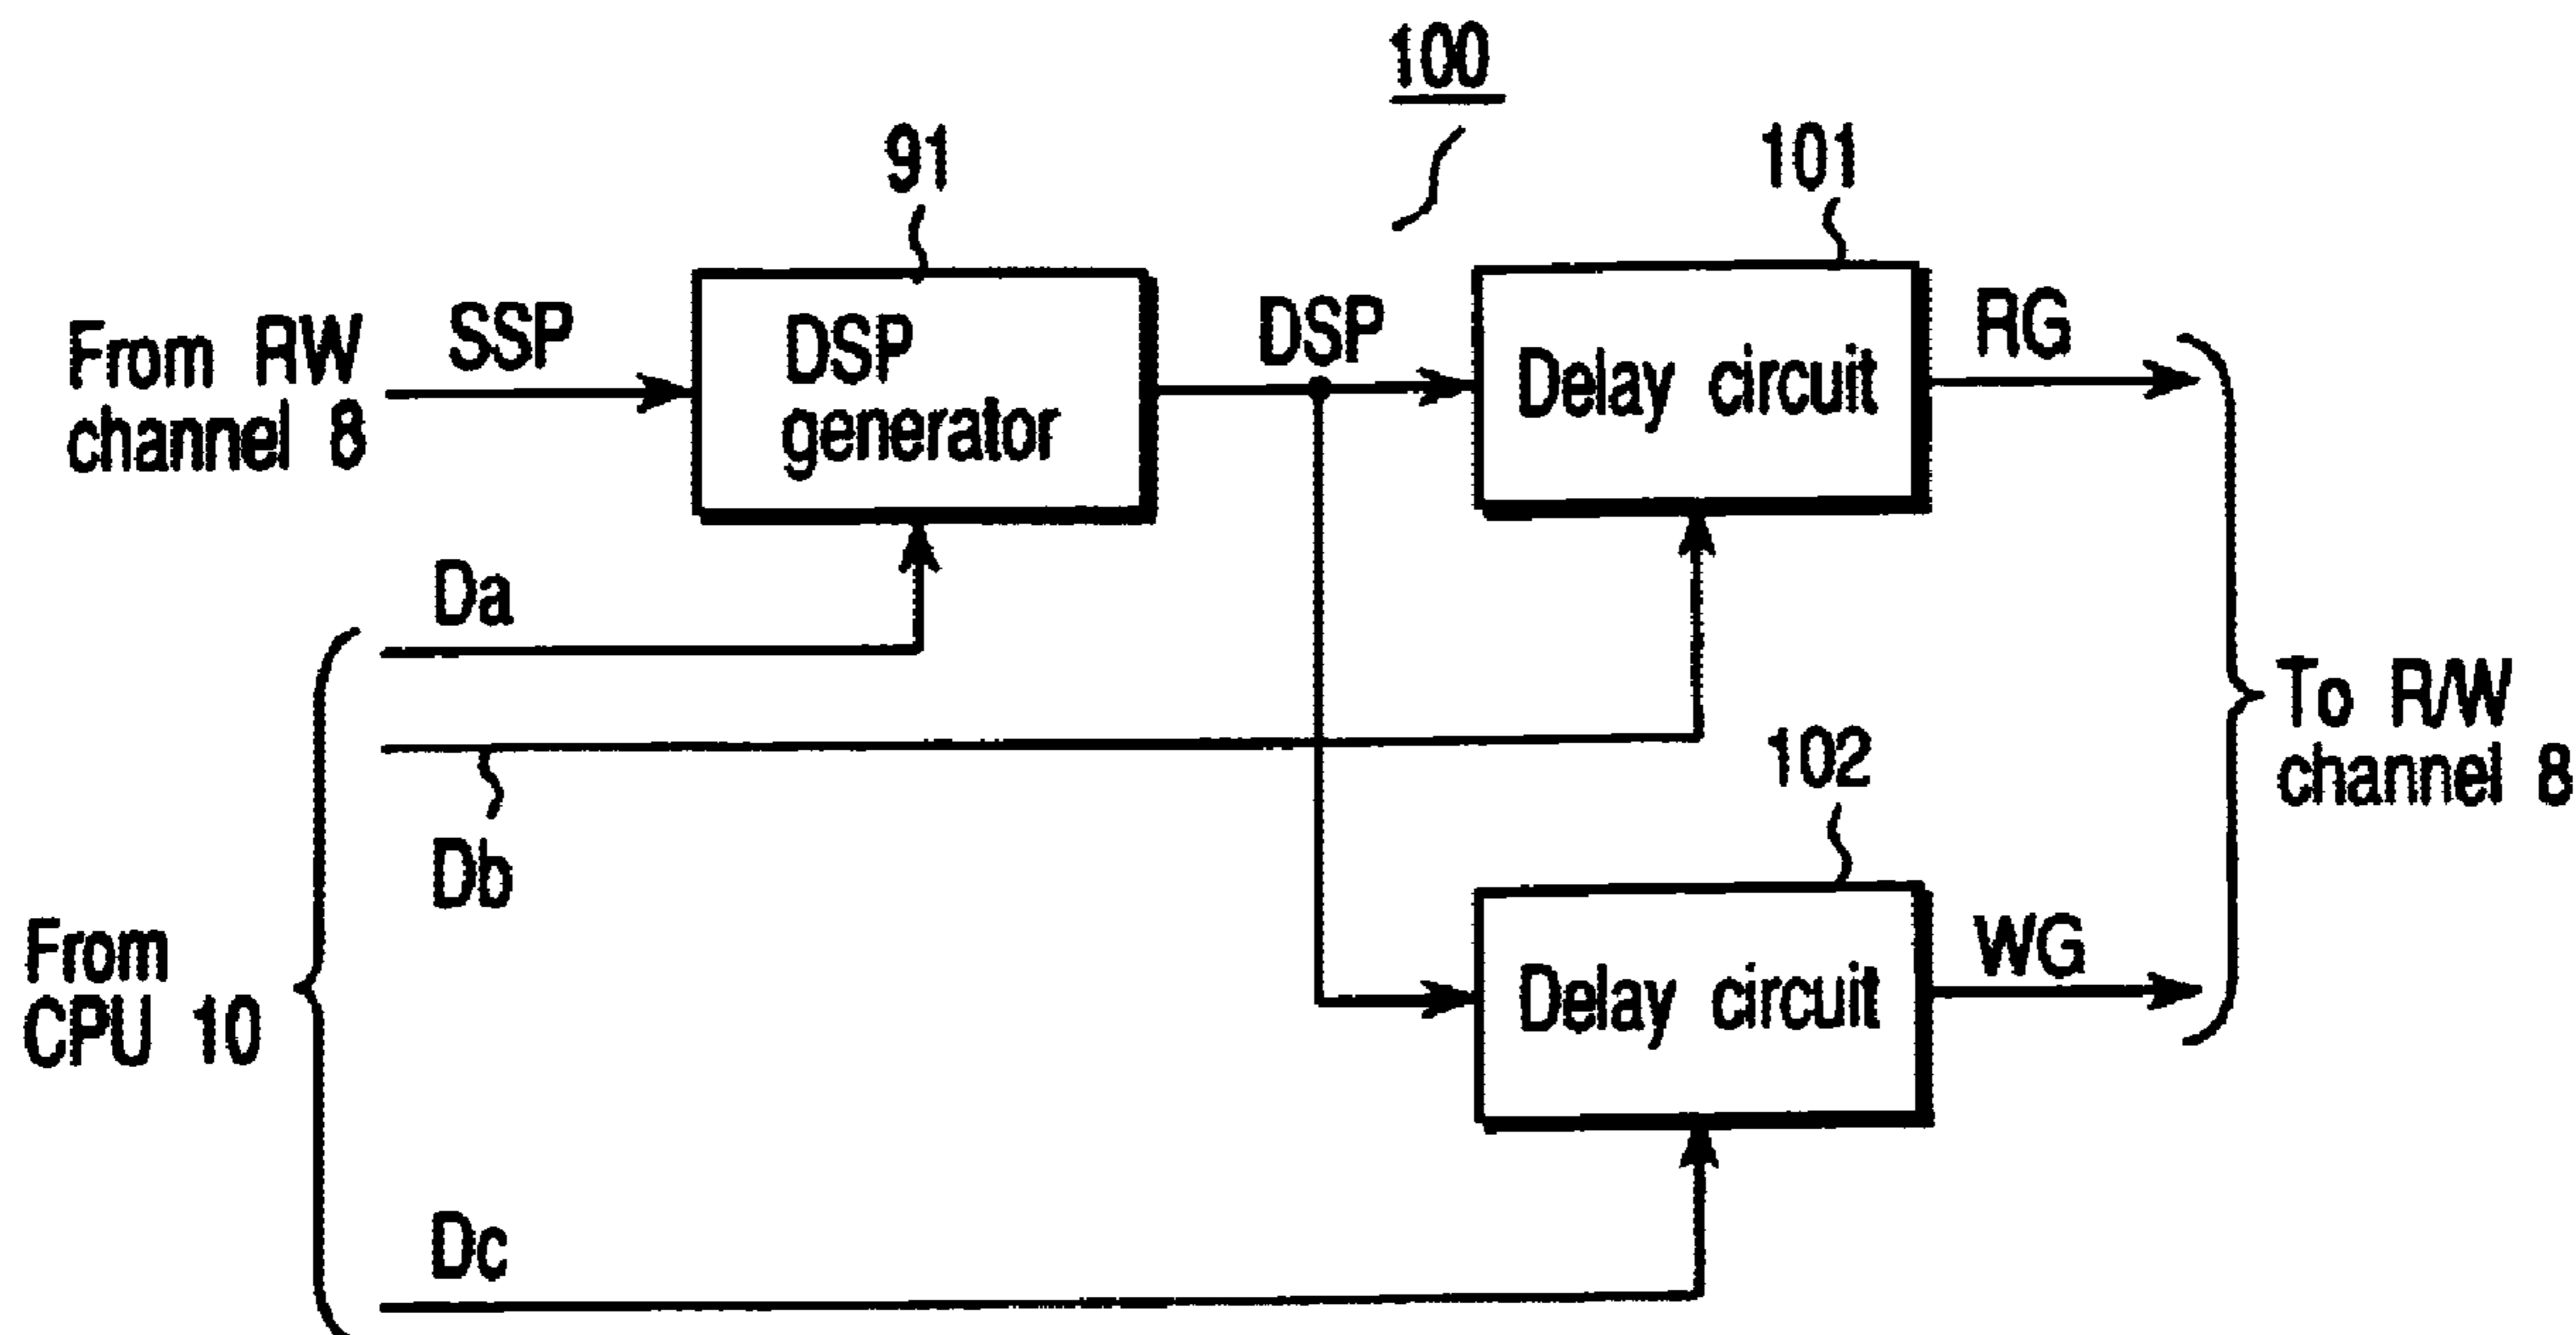 100
91
101
From RW
channel 8
SSP
DSP
generator
DSP
Delay circuit
RG
Da
Db
To R/W
channel 8
102
From
CPU 10
Delay circuit
WG
Dc